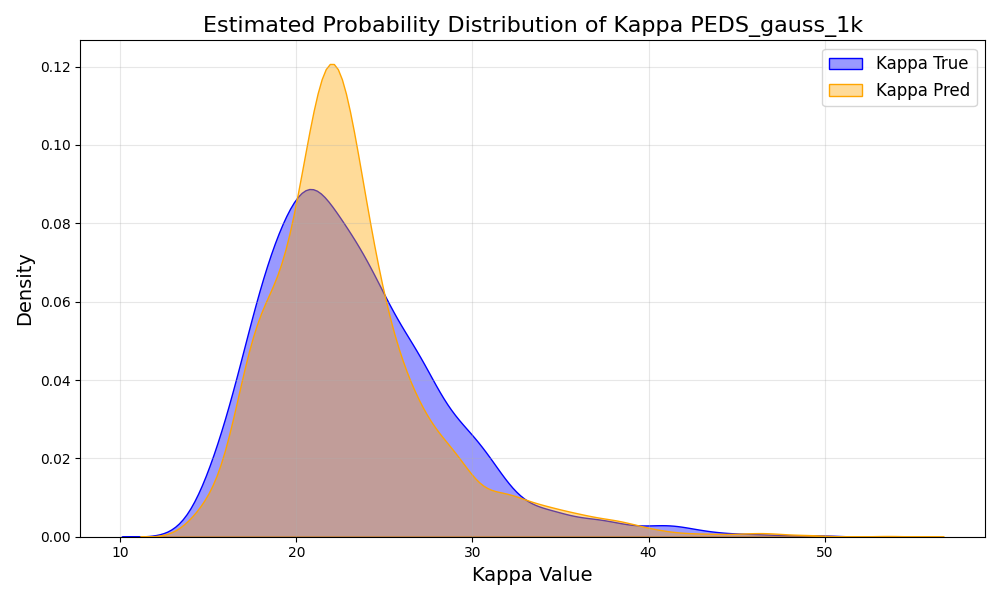 Estimated Probability Distribution of Kappa PEDS_gauss_1k
Kappa True
Kappa Pred
0.12
0.10
0.08
0.06
0.04
0.02
0.00
Density
10
20
30
40
50
Kappa Value